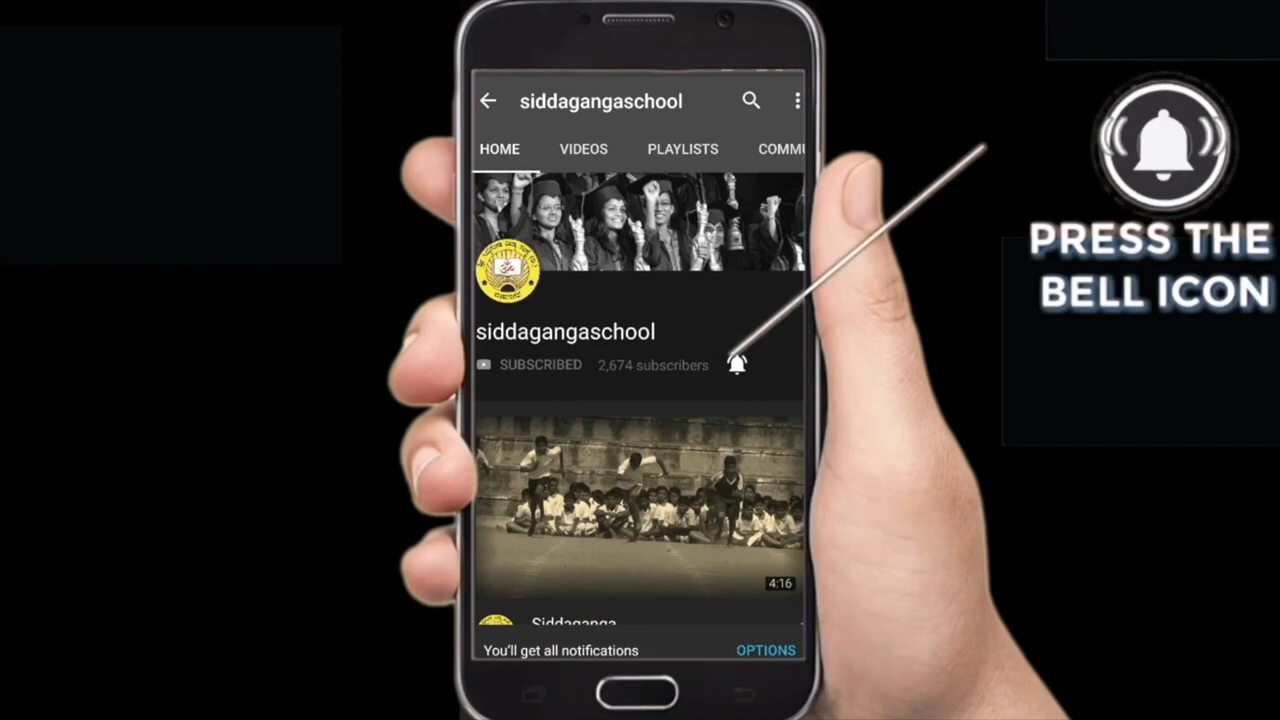 siddagangaschool
HOME VIDEOS PLAYLISTS COMMU
PRESS THE
BELL ICON
siddagangaschool
SUBSCRIBED 2,674 subscribers
4:16
Siddaganga
You'll get all notifications OPTIONS